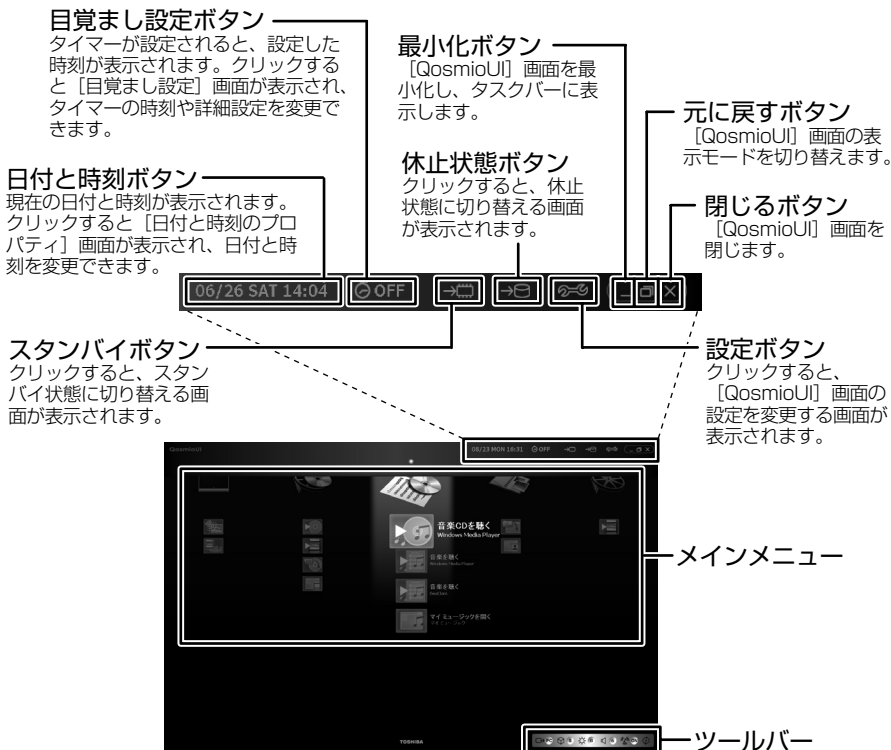 目覚まし設定ボタン
タイマーが設定されると、設定した
時刻が表示されます。クリックする
と［目覚まし設定］画面が表示され、
タイマーの時刻や詳細設定を変更で
きます。
最小化ボタン
［QosmioUI］画面を最
小化し、タスクバーに表
示します。
元に戻すボタン
［QosmioUI］画面の表
示モードを切り替えます。
日付と時刻ボタン
現在の日付と時刻が表示されます。
クリックすると［日付と時刻のプロ
パティ］画面が表示され、日付と時
刻を変更できます。
休止状態ボタン
クリックすると、休止
状態に切り替える画面
が表示されます。
閉じるボタン
［QosmioUI］画面を
閉じます。
06/26 SAT 14:04 OFF
スタンバイボタン
クリックすると、スタン
バイ状態に切り替える画
面が表示されます。
設定ボタン
クリックすると、
［QosmioUI］画面の
設定を変更する画面が
表示されます。
QosmioUI
08/23 MON 16:31 OFF
音楽CDを聴く
Windows Media Player
音楽を聴く
Windows Media Player
音楽を聴く
マイ ミュージックを開く
マイ ミュージック
メインメニュー
TOSHIBA
ツールバー